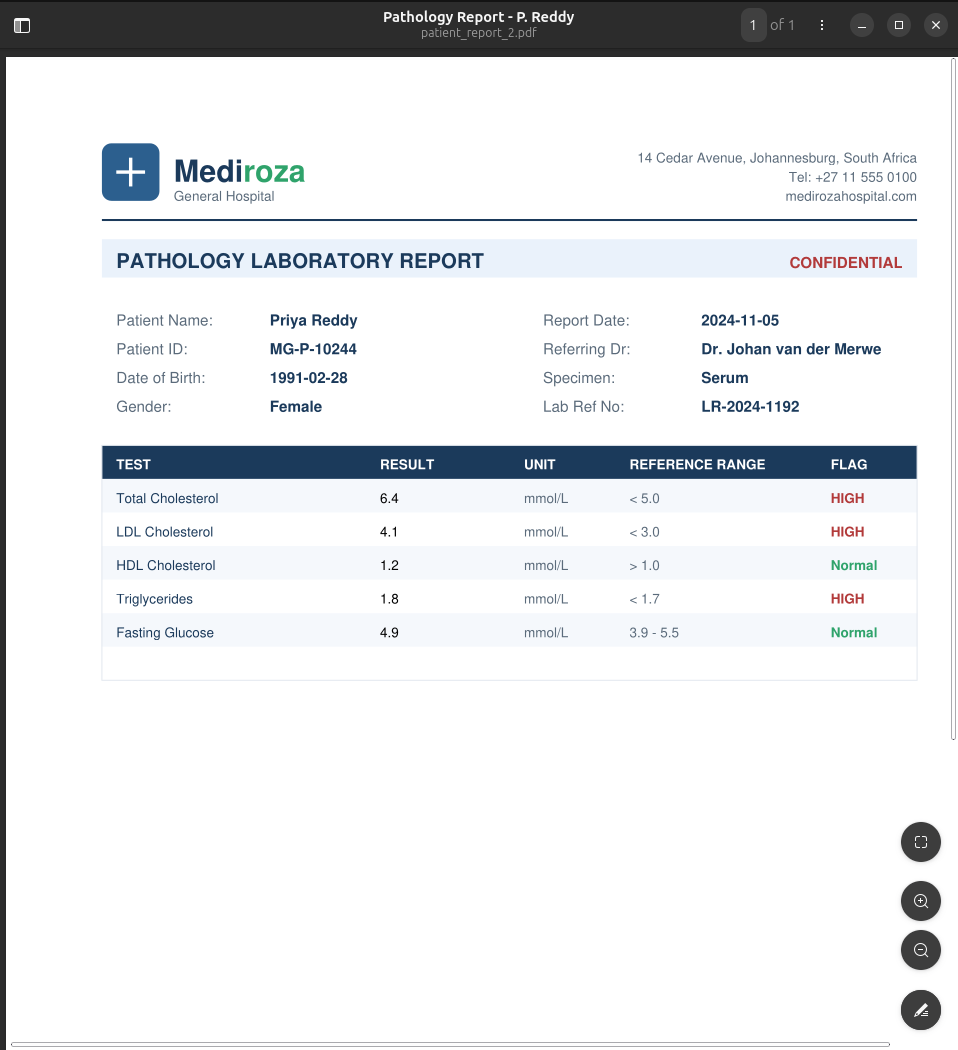 Pathology Report - P. Reddy
patient_report_2.pdf
1 of 1
Mediroza
General Hospital
14 Cedar Avenue, Johannesburg, South Africa
Tel: +27 11 555 0100
medirozahospital.com
PATHOLOGY LABORATORY REPORT CONFIDENTIAL
Patient Name: Priya Reddy Report Date: 2024-11-05
Patient ID: MG-P-10244 Referring Dr: Dr. Johan van der Merwe
Date of Birth: 1991-02-28 Specimen: Serum
Gender: Female Lab Ref No: LR-2024-1192
TEST RESULT UNIT REFERENCE RANGE FLAG
Total Cholesterol 6.4 mmol/L < 5.0 HIGH
LDL Cholesterol 4.1 mmol/L < 3.0 HIGH
HDL Cholesterol 1.2 mmol/L > 1.0 Normal
Triglycerides 1.8 mmol/L < 1.7 HIGH
Fasting Glucose 4.9 mmol/L 3.9 - 5.5 Normal